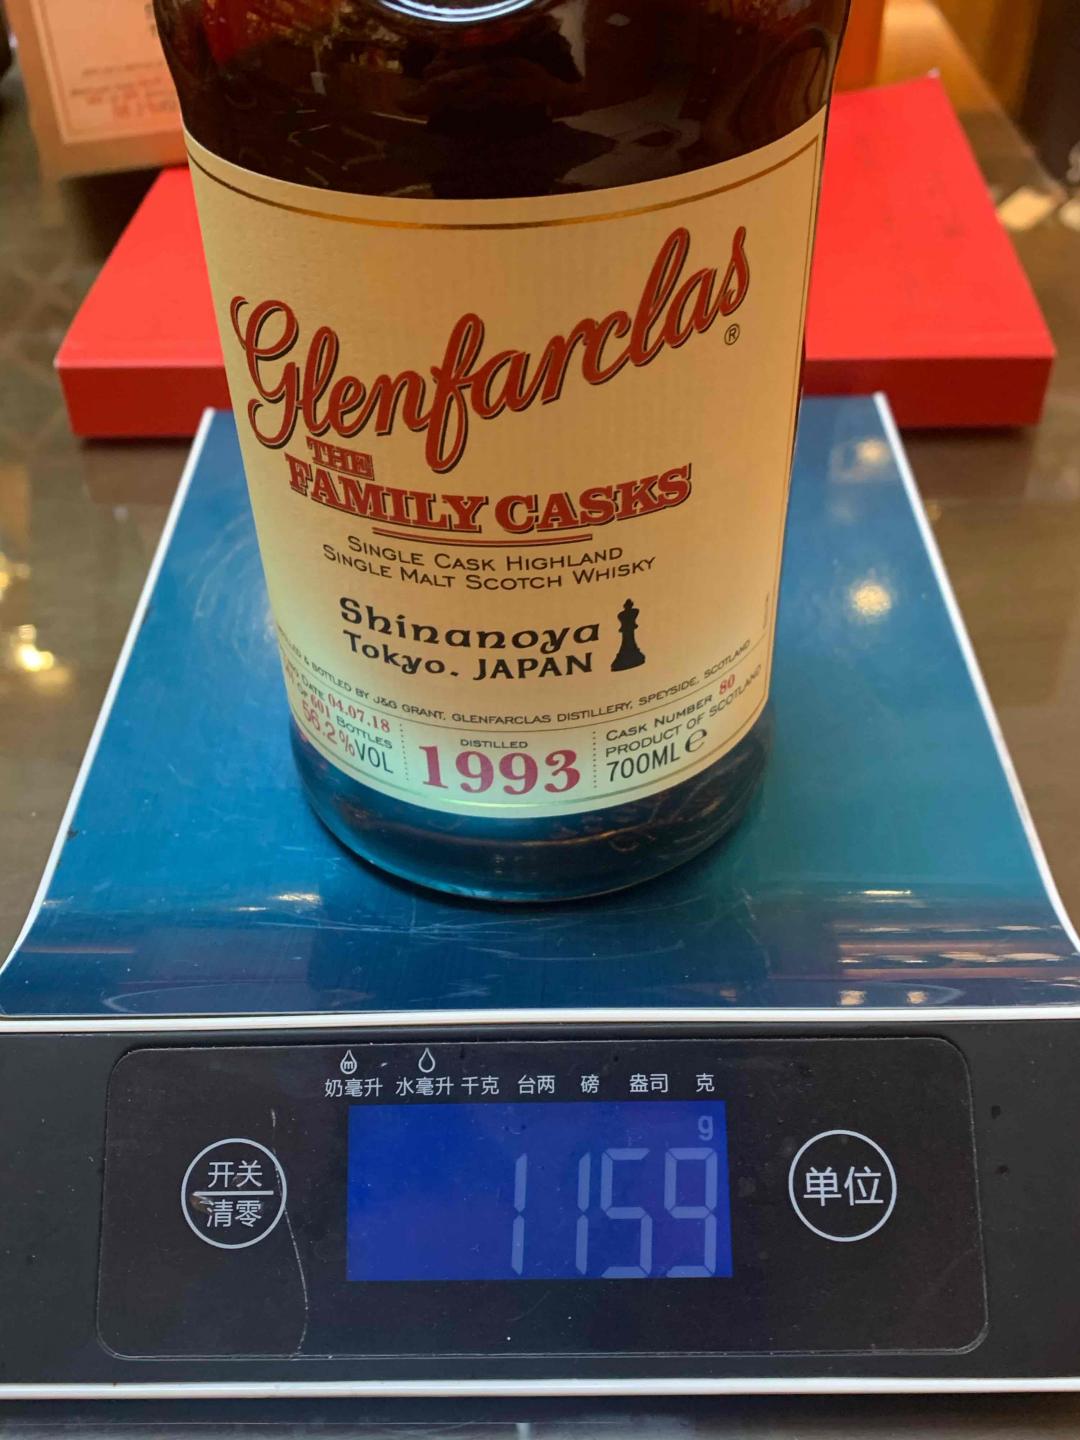 Glenfarclas®
THE
FAMILY CASKS
SINGLE CASK HIGHLAND
SINGLE MALT SCOTCH WHISKY
Shinanoya
Tokyo. JAPAN
& BOTTLED BY J&G GRANT, GLENFARCLAS DISTILLERY, SPEYSIDE, SCOTLAND
DATE 04.07.18
OF 601 BOTTLES
56.2%VOL
DISTILLED
1993
CASK NUMBER 80
PRODUCT OF SCOTLAND
700ML e
m
奶毫升 水毫升 千克 台两 磅 盎司 克
g
1159
开关
清零
单位